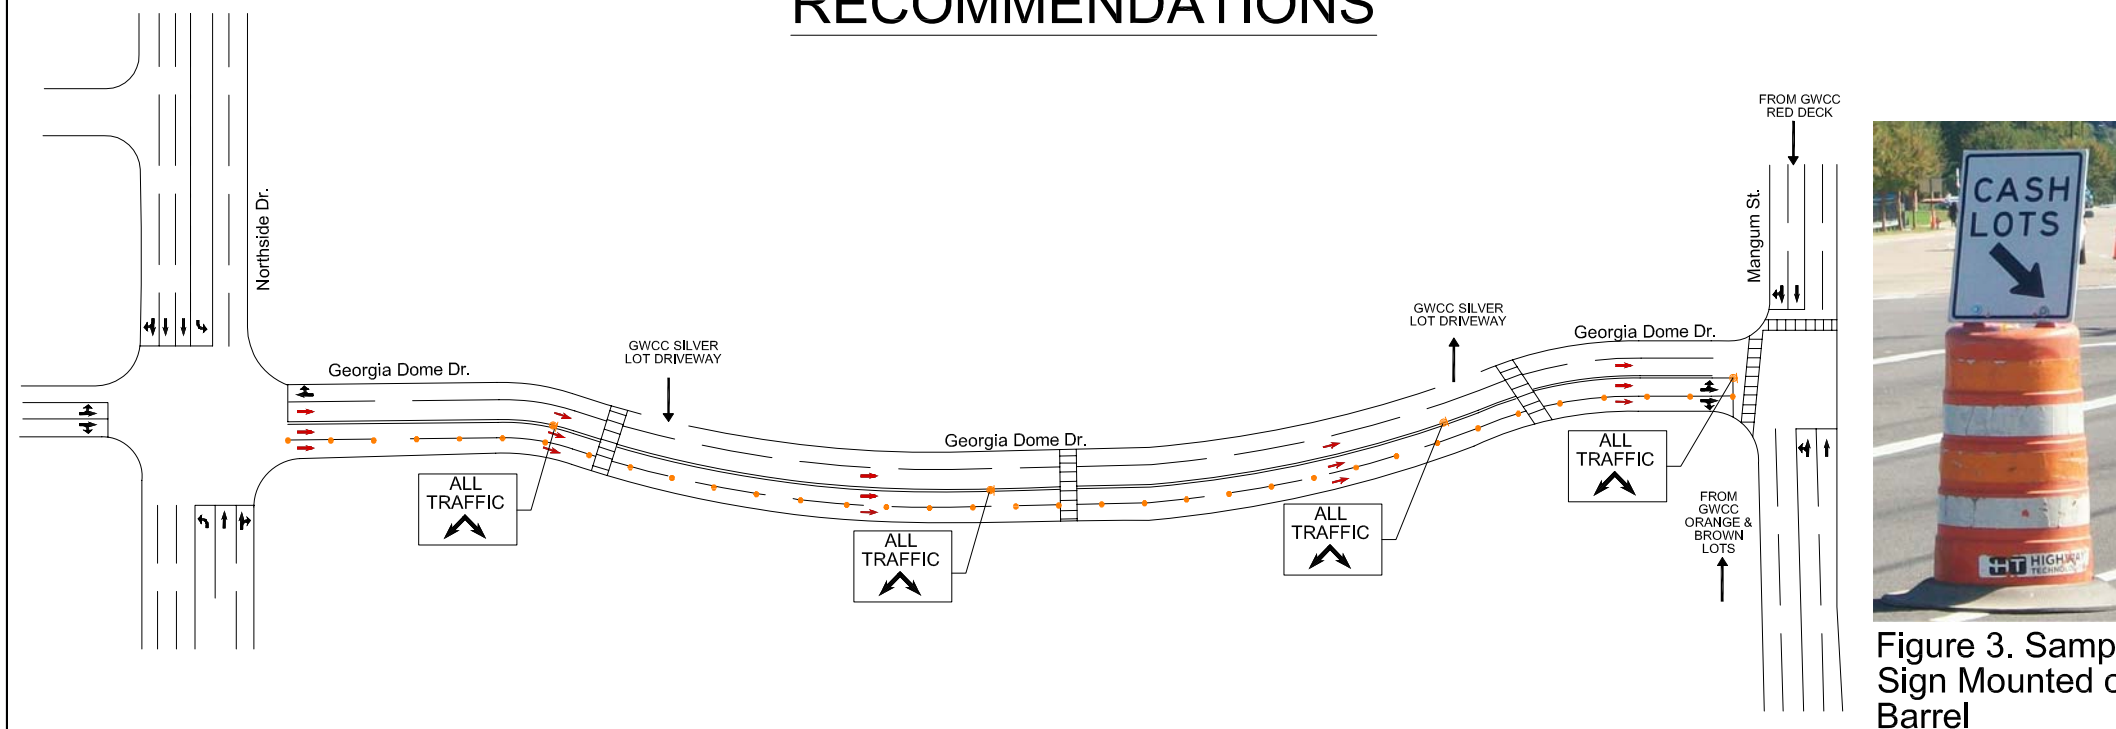 RECOMMENDATIONS
FROM GWCC
RED DECK
Northside Dr.
Mangum St.
CASH
LOTS
GWCC SILVER
LOT DRIVEWAY
GWCC SILVER
LOT DRIVEWAY
Georgia Dome Dr.
Georgia Dome Dr.
Georgia Dome Dr.
ALL
TRAFFIC
ALL
TRAFFIC
ALL
TRAFFIC
ALL
TRAFFIC
FROM
GWCC
ORANGE &
BROWN
LOTS
HT HIGHWAY
Figure 3. Samp
Sign Mounted o
Barrel